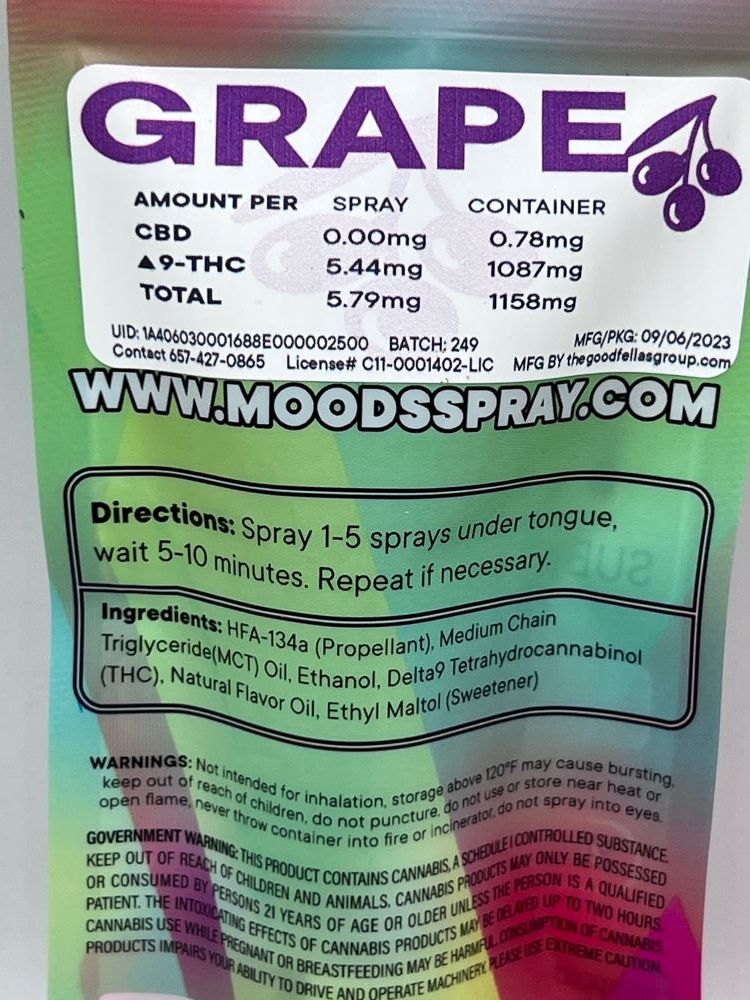 GRAPE
AMOUNT PER SPRAY CONTAINER
CBD 0.00mg 0.78mg
▲9-THC 5.44mg 1087mg
TOTAL 5.79mg 1158mg
UID: 1A406030001688E000002500 BATCH: 249 MFG/PKG: 09/06/2023
Contact 657-427-0865 License# C11-0001402-LIC MFG BY thegoodfellasgroup.com
WWW.MOODSSPRAY.COM
Directions: Spray 1-5 sprays under tongue,
wait 5-10 minutes. Repeat if necessary.
Ingredients: HFA-134a (Propellant), Medium Chain
Triglyceride(MCT) Oil, Ethanol, Delta9 Tetrahydrocannabinol
(THC), Natural Flavor Oil, Ethyl Maltol (Sweetener)
WARNINGS: Not intended for inhalation, storage above 120°F may cause bursting,
keep out of reach of children, do not puncture, do not use or store near heat or
open flame, never throw container into fire or incinerator, do not spray into eyes.
GOVERNMENT WARNING: THIS PRODUCT CONTAINS CANNABIS, A SCHEDULE I CONTROLLED SUBSTANCE.
KEEP OUT OF REACH OF CHILDREN AND ANIMALS. CANNABIS PRODUCTS MAY ONLY BE POSSESSED
OR CONSUMED BY PERSONS 21 YEARS OF AGE OR OLDER UNLESS THE PERSON IS A QUALIFIED
PATIENT. THE INTOXICATING EFFECTS OF CANNABIS PRODUCTS MAY BE DELAYED UP TO TWO HOURS.
CANNABIS USE WHILE PREGNANT OR BREASTFEEDING MAY BE HARMFUL. CONSUMPTION OF CANNABIS
PRODUCTS IMPAIRS YOUR ABILITY TO DRIVE AND OPERATE MACHINERY. PLEASE USE EXTREME CAUTION.